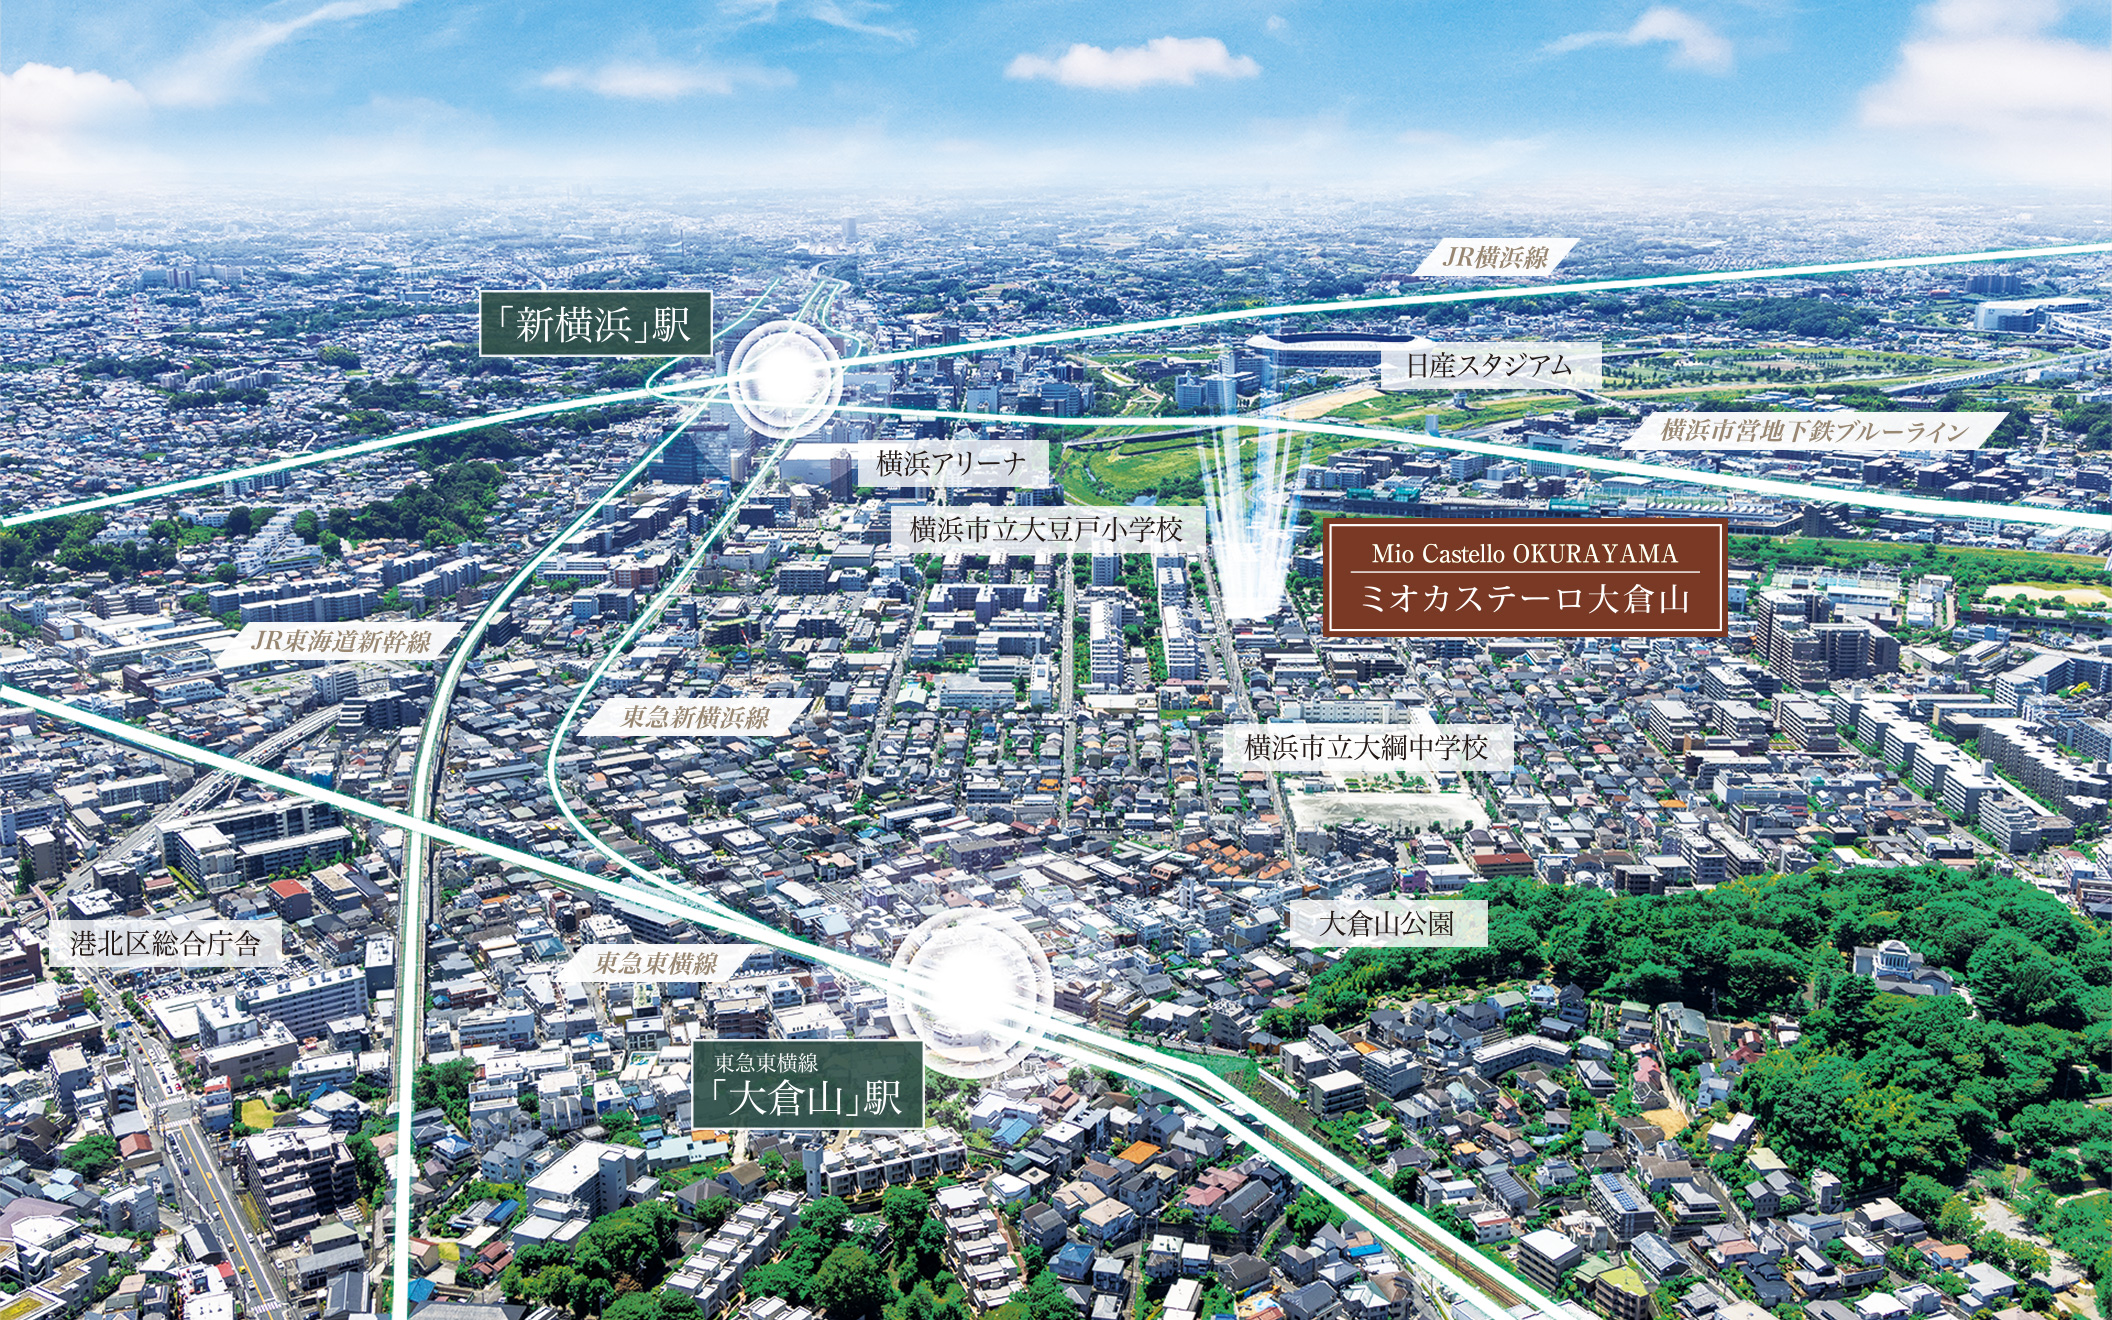 JR横浜線
「新横浜」駅
日産スタジアム
横浜市営地下鉄ブルーライン
横浜アリーナ
横浜市立大豆戸小学校
Mio Castello OKURAYAMA
ミオカステーロ大倉山
JR東海道新幹線
東急新横浜線
横浜市立大綱中学校
大倉山公園
港北区総合庁舎
東急東横線
東急東横線
「大倉山」駅